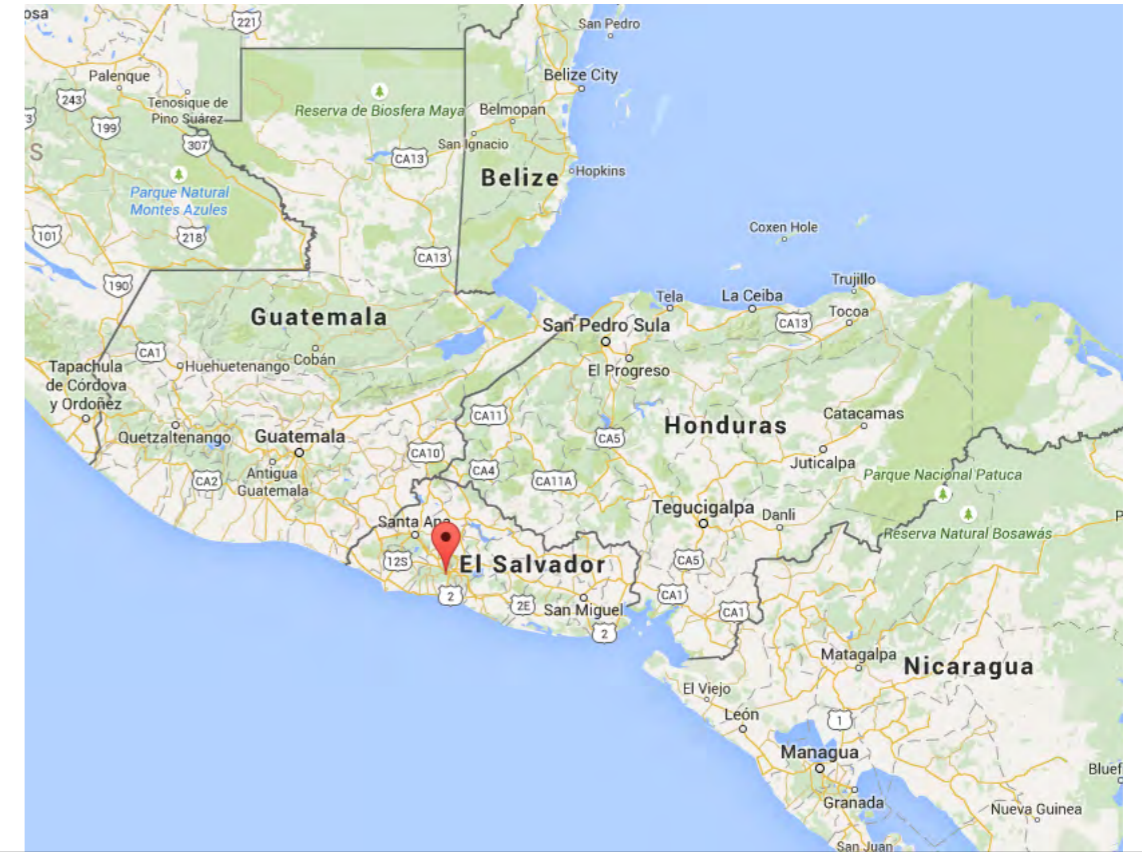 osa
221
San Pedro
Palenque
Belize City
243
Tenosique de
Pino Suárez
Reserva de Biosfera Maya
Belmopan
3
199
307
San Ignacio
S
CA13
Belize
Hopkins
Parque Natural
Montes Azules
101
218
Coxen Hole
CA13
190
Trujillo
Tela
La Ceiba
Guatemala
San Pedro Sula
CA13
Tocoa
CA1
Huehuetenango
Cobán
Tapachula
de Córdova
y Ordoñez
El Progreso
CA11
Honduras
Catacamas
Quetzaltenango
Guatemala
CA5
CA10
Juticalpa
CA2
Antigua
Guatemala
CA4
CA11A
Parque Nacional Patuca
Tegucigalpa
Danli
P
Santa Ana
Reserva Natural Bosawás
12S
El Salvador
CA5
2
2E
San Miguel
CA1
CA1
2
Matagalpa
Nicaragua
El Viejo
León
1
Managua
Bluef
Granada
Nueva Guinea
San Juan